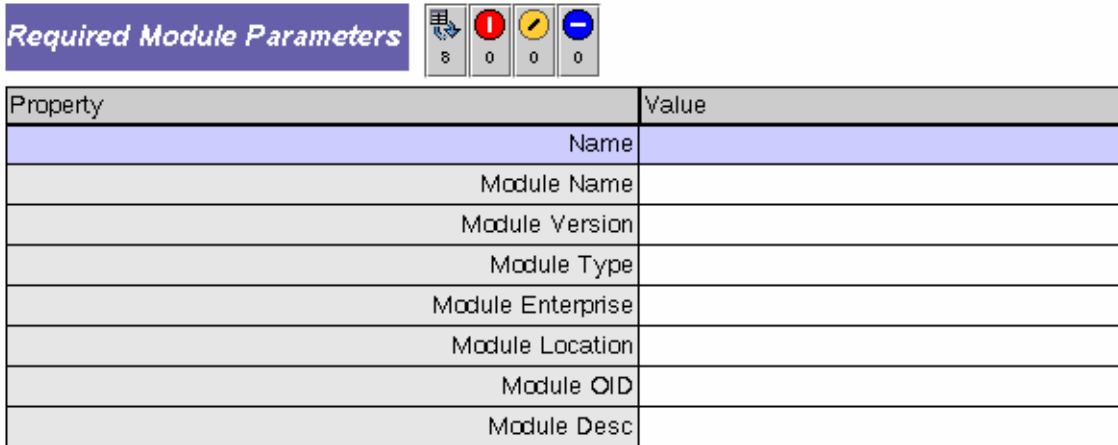 Required Module Parameters
8 0 0 0
Property Value
Name
Module Name
Module Version
Module Type
Module Enterprise
Module Location
Module OID
Module Desc